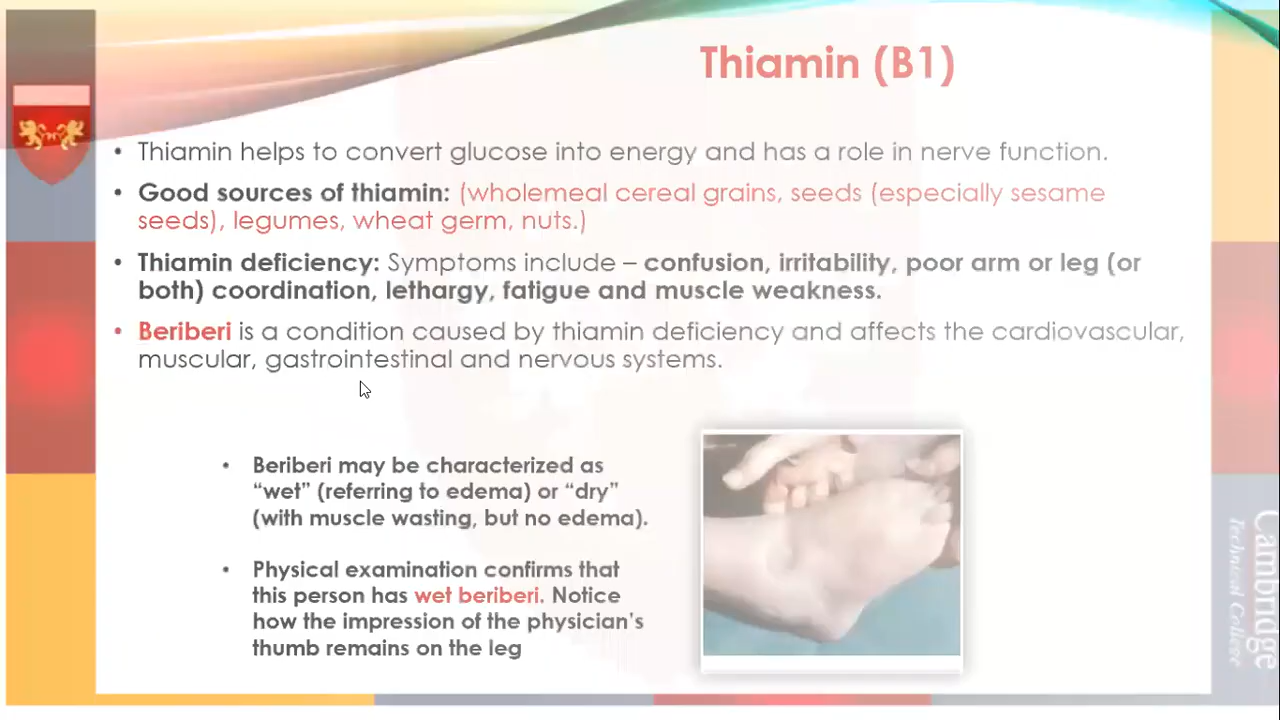 Thiamin (B1)
• Thiamin helps to convert glucose into energy and has a role in nerve function.
• Good sources of thiamin: (wholemeal cereal grains, seeds (especially sesame
seeds), legumes, wheat germ, nuts.)
• Thiamin deficiency: Symptoms include – confusion, irritability, poor arm or leg (or
both) coordination, lethargy, fatigue and muscle weakness.
• Beriberi is a condition caused by thiamin deficiency and affects the cardiovascular,
muscular, gastrointestinal and nervous systems.
• Beriberi may be characterized as
“wet” (referring to edema) or “dry”
(with muscle wasting, but no edema).
• Physical examination confirms that
this person has wet beriberi. Notice
how the impression of the physician’s
thumb remains on the leg
Cambridge
Technical College